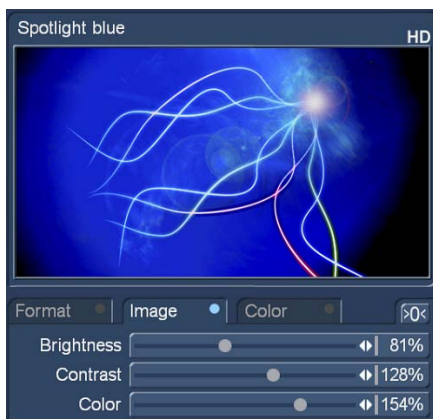 Spotlight blue
HD
Format Image Color >0<
Brightness 81%
Contrast 128%
Color 154%